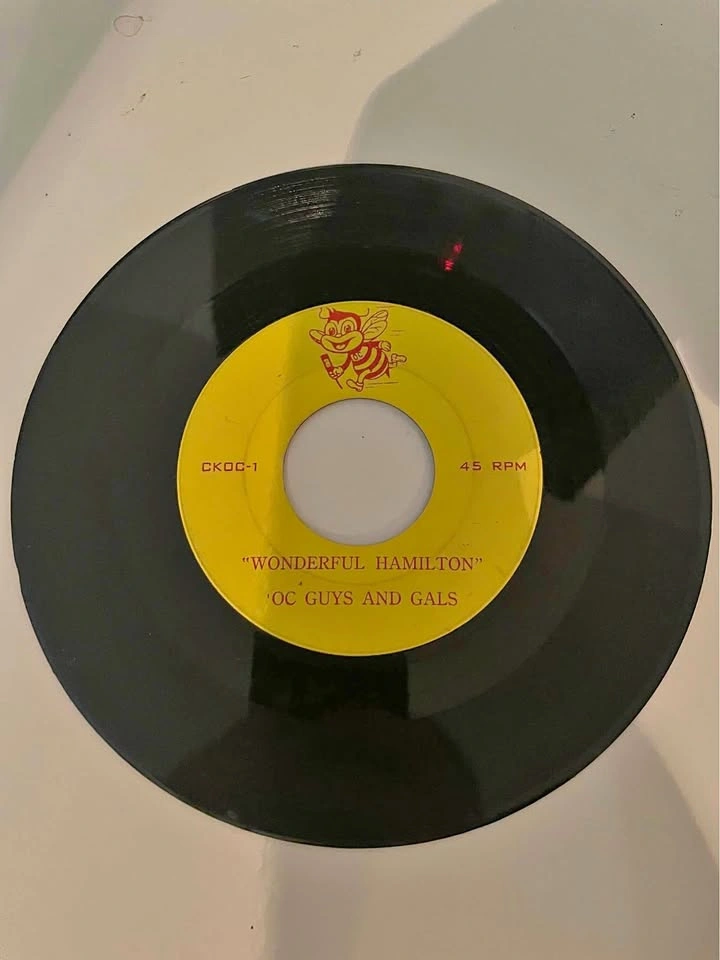 CKOC-1
45 RPM
"WONDERFUL HAMILTON"
'OC GUYS AND GALS